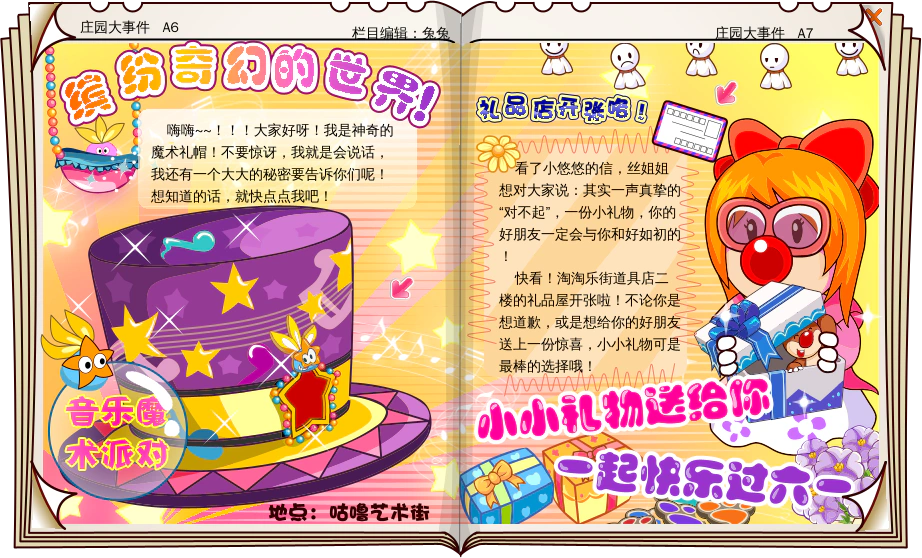 庄园大事件 A6
栏目编辑：兔兔
缤纷奇幻的世界！
嗨嗨~~！！！大家好呀！我是神奇的
魔术礼帽！不要惊讶，我就是会说话，
我还有一个大大的秘密要告诉你们呢！
想知道的话，就快点点我吧！
音乐魔
术派对
地点：咕噜艺术街
庄园大事件 A7
礼品店开张咯！
看了小悠悠的信，丝姐姐
想对大家说：其实一声真挚的
“对不起”，一份小礼物，你的
好朋友一定会与你和好如初的
！
快看！淘淘乐街道具店二
楼的礼品屋开张啦！不论你是
想道歉，或是想给你的好朋友
送上一份惊喜，小小礼物可是
最棒的选择哦！
小小礼物送给你
一起快乐过六一